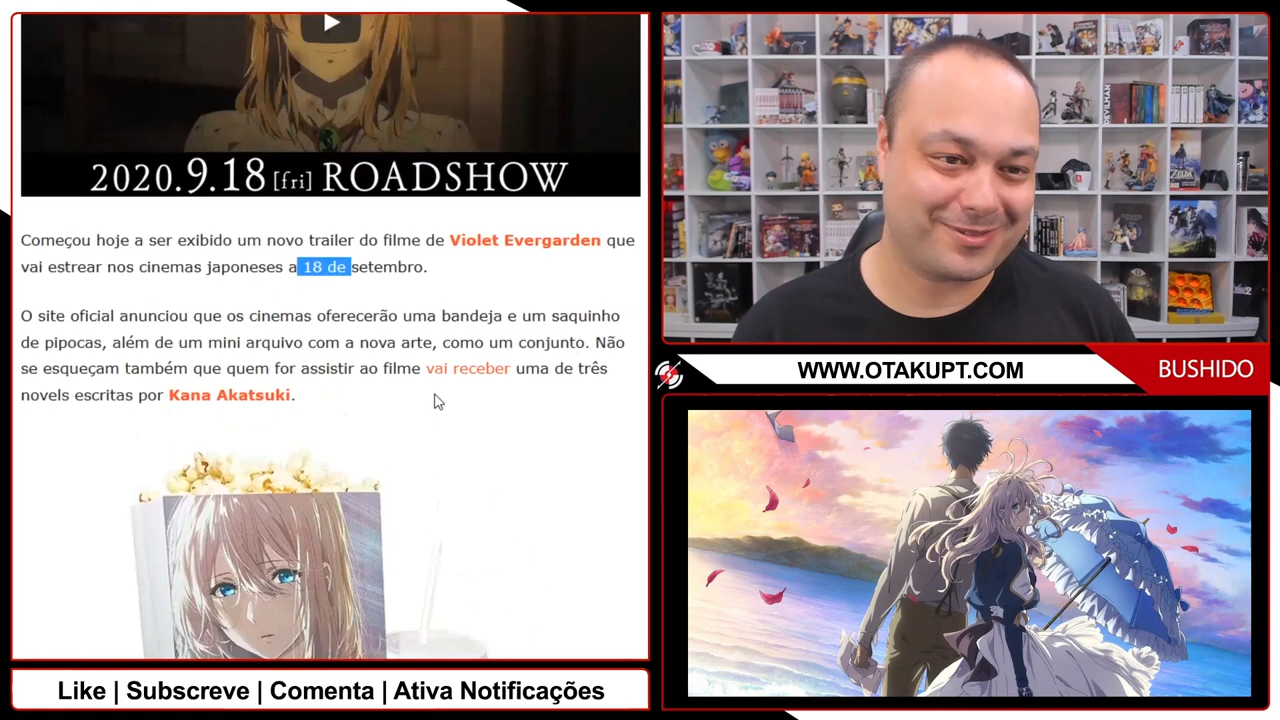 2020.9.18[fri] ROADSHOW
Começou hoje a ser exibido um novo trailer do filme de Violet Evergarden que
vai estrear nos cinemas japoneses a 18 de setembro.
O site oficial anunciou que os cinemas oferecerão uma bandeja e um saquinho
de pipocas, além de um mini arquivo com a nova arte, como um conjunto. Não
se esqueçam também que quem for assistir ao filme vai receber uma de três
novels escritas por Kana Akatsuki.
Like | Subscreve | Comenta | Ativa Notificações
WWW.OTAKUPT.COM
BUSHIDO